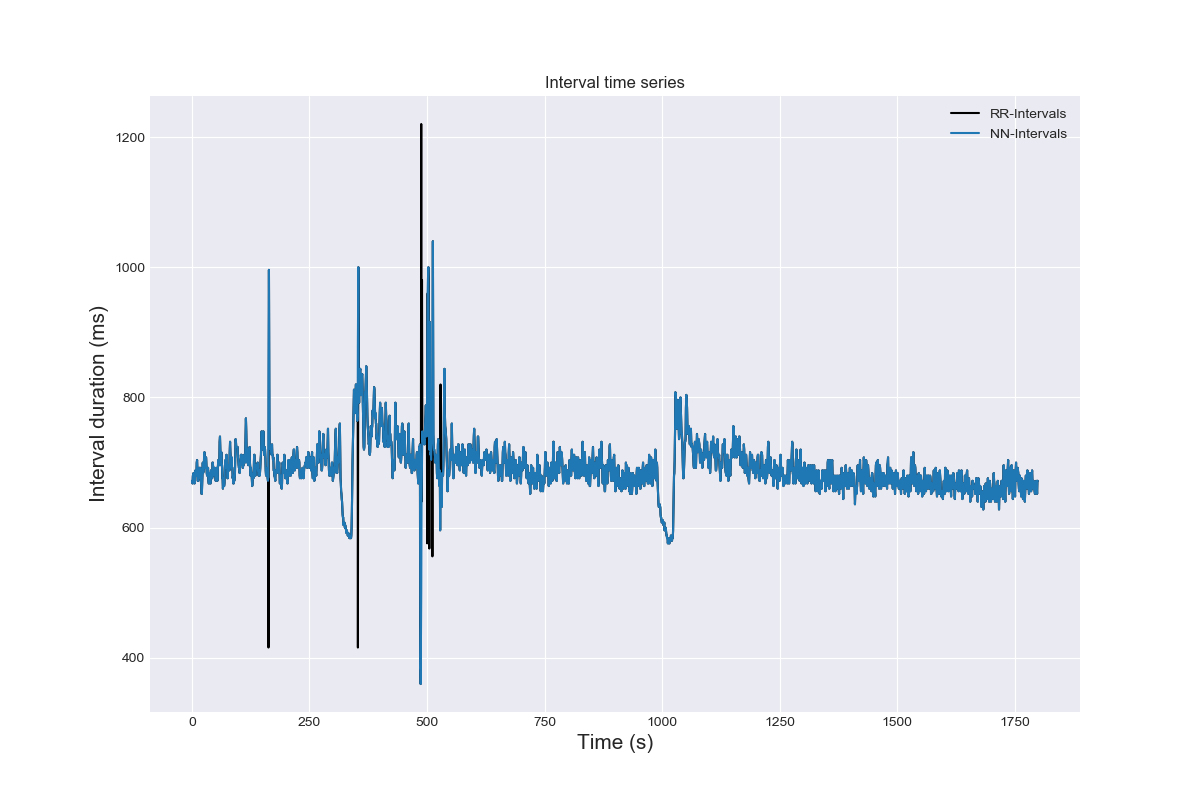 Interval time series
RR-Intervals
NN-Intervals
Interval duration (ms)
1200
1000
800
600
400
0 250 500 750 1000 1250 1500 1750
Time (s)